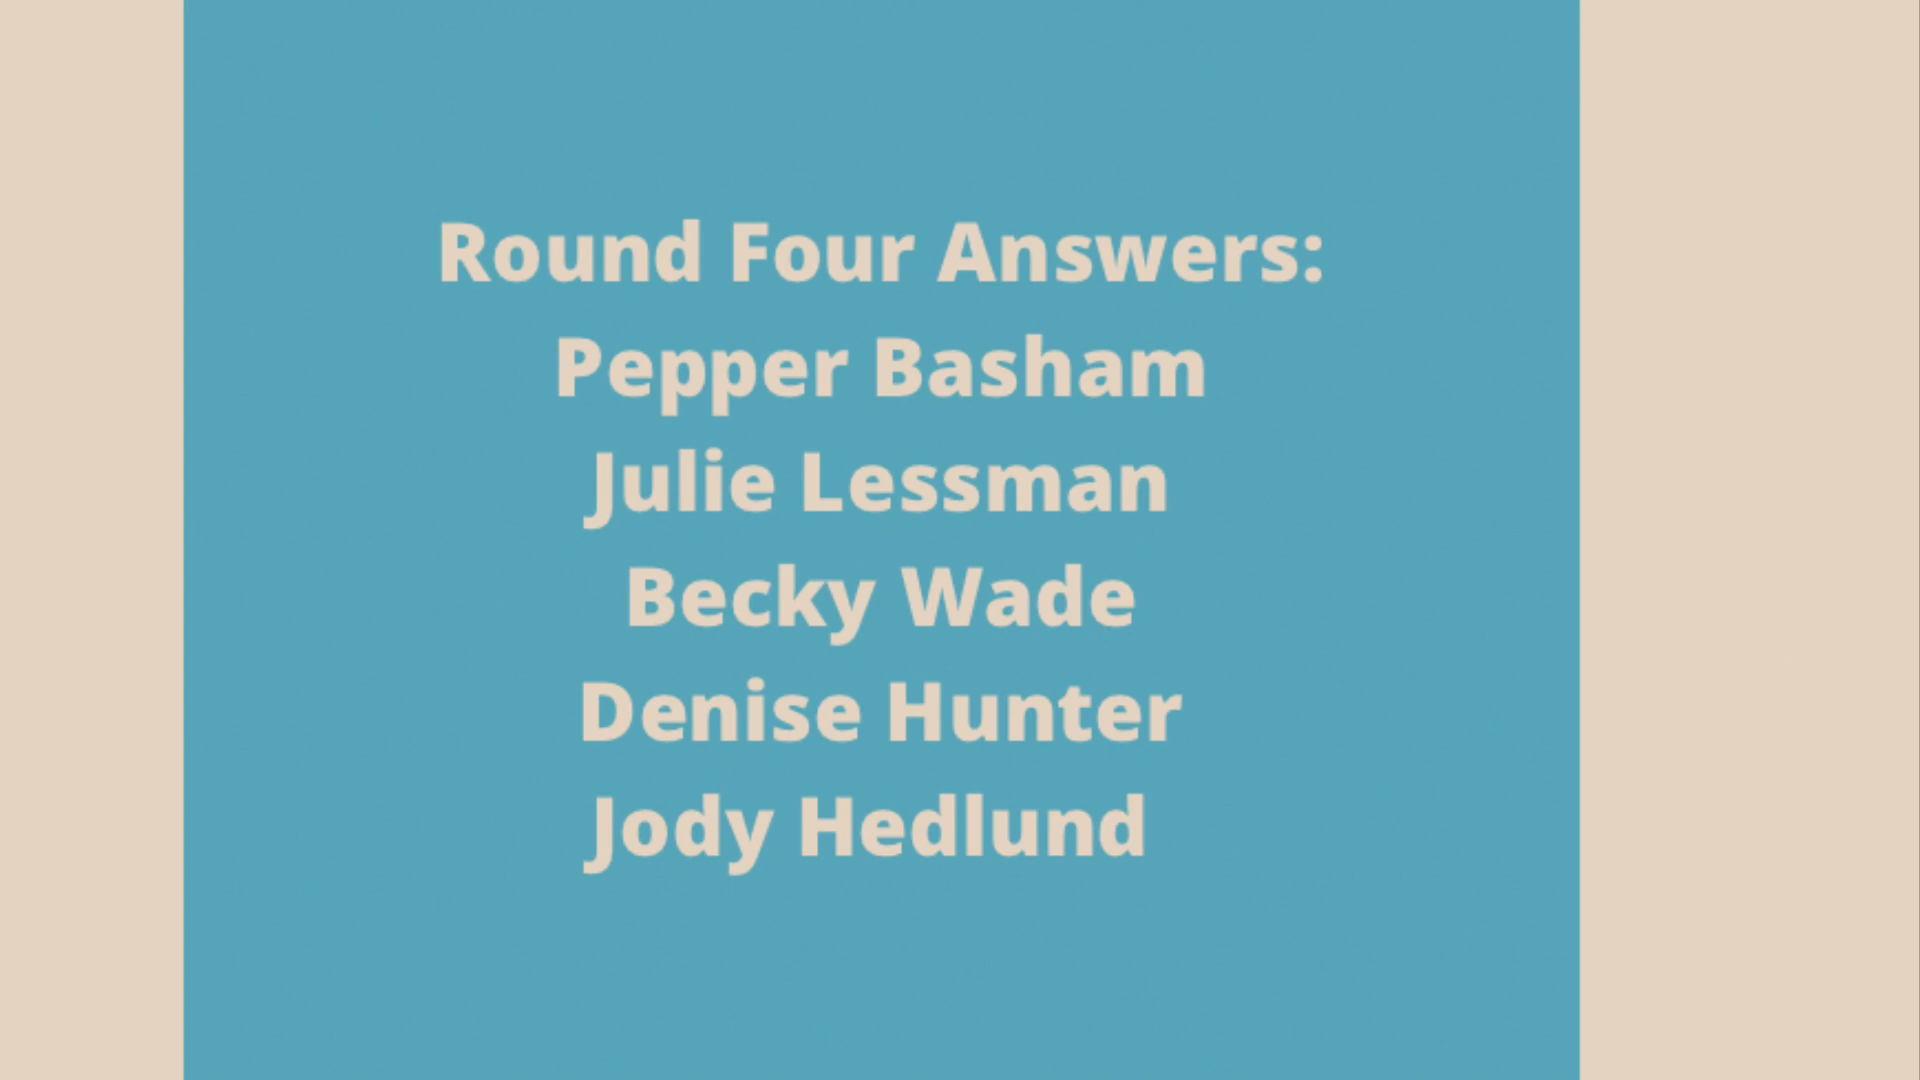 Round Four Answers:
Pepper Basham
Julie Lessman
Becky Wade
Denise Hunter
Jody Hedlund